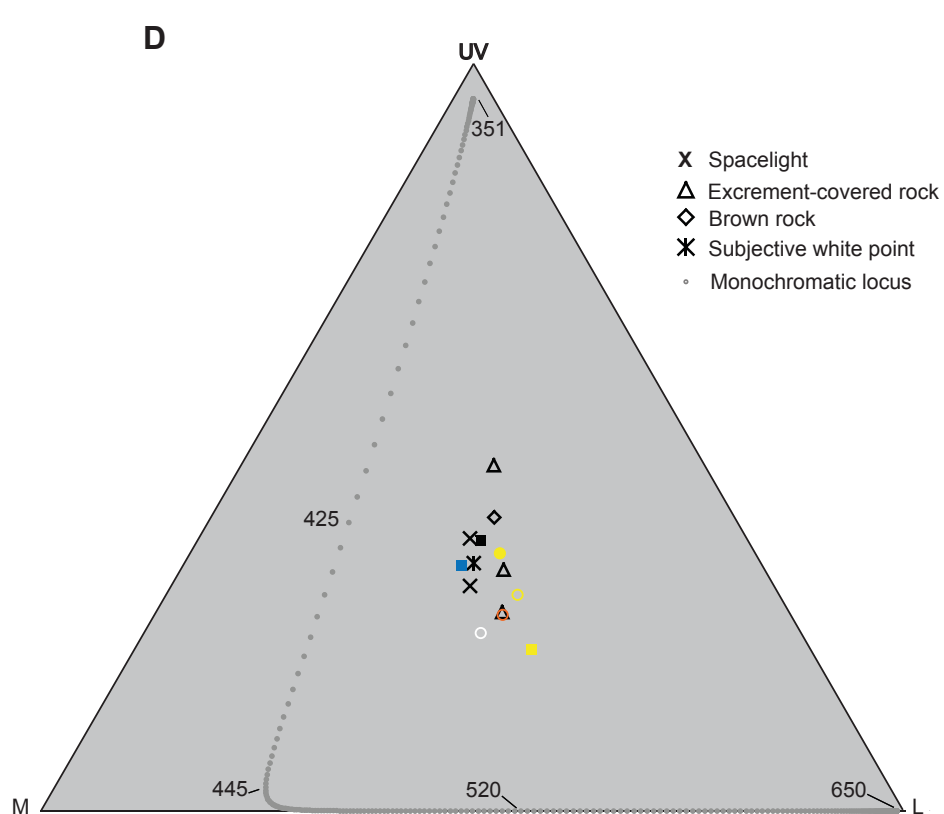 D
UV
351
X Spacelight
Excrement-covered rock
Brown rock
Subjective white point
Monochromatic locus
425
445
520
650
M
L